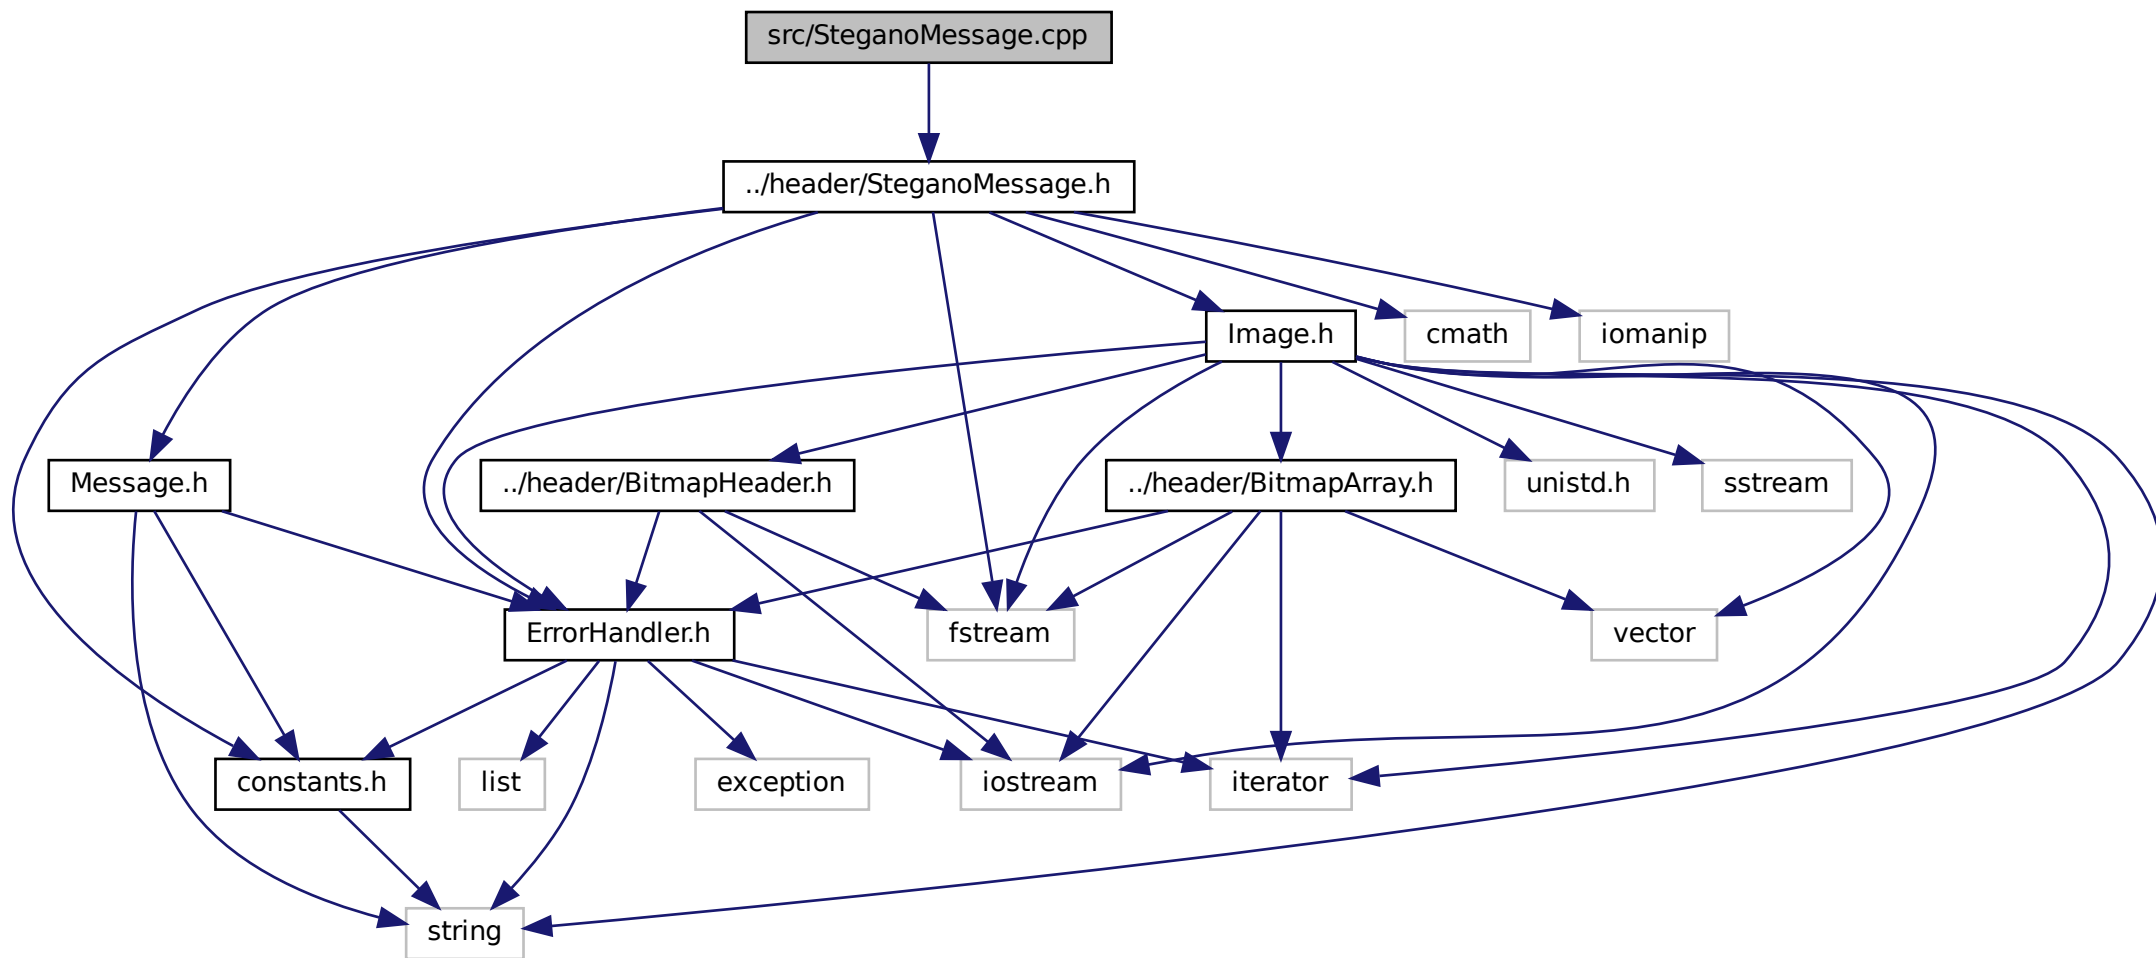 src/SteganoMessage.cpp
../header/SteganoMessage.h
Image.h
cmath
iomanip
Message.h
../header/BitmapHeader.h
../header/BitmapArray.h
unistd.h
sstream
ErrorHandler.h
fstream
vector
constants.h
list
exception
iostream
iterator
string